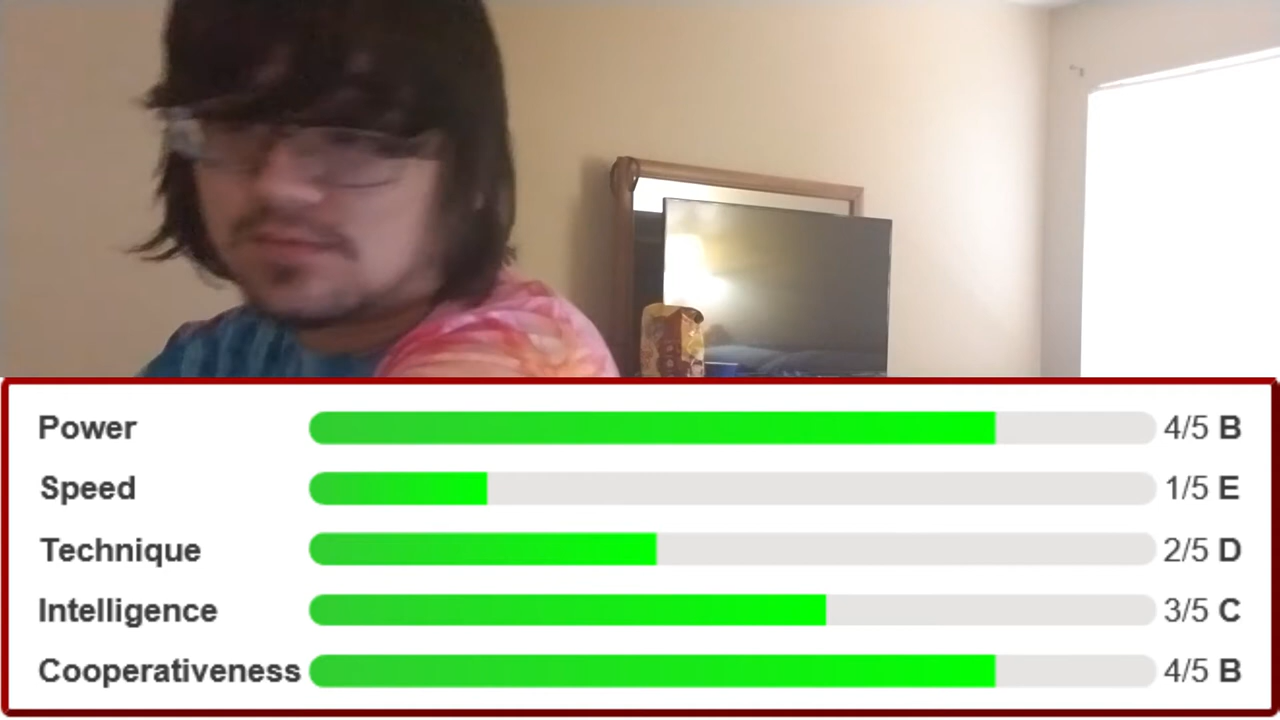 Power 4/5 B
Speed 1/5 E
Technique 2/5 D
Intelligence 3/5 C
Cooperativeness 4/5 B